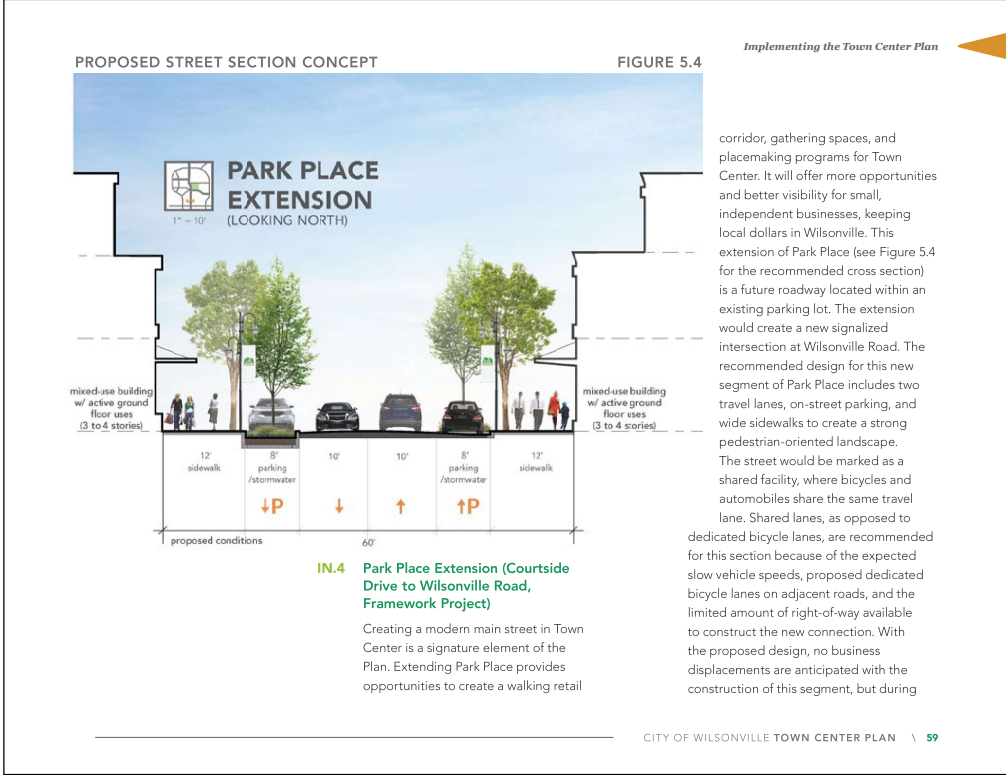 Implementing the Town Center Plan
PROPOSED STREET SECTION CONCEPT
FIGURE 5.4
PARK PLACE
EXTENSION
(LOOKING NORTH)
1" = 10'
mixed-use building
w/ active ground
floor uses
(3 to 4 stories)
mixed-use building
w/ active ground
floor uses
(3 to 4 stories)
12'
sidewalk
8'
parking
/stormwater
10'
10'
8'
parking
/stormwater
12'
sidewalk
↓P
↓
↑
↑P
proposed conditions
60'
IN.4 Park Place Extension (Courtside
Drive to Wilsonville Road,
Framework Project)
Creating a modern main street in Town
Center is a signature element of the
Plan. Extending Park Place provides
opportunities to create a walking retail
corridor, gathering spaces, and
placemaking programs for Town
Center. It will offer more opportunities
and better visibility for small,
independent businesses, keeping
local dollars in Wilsonville. This
extension of Park Place (see Figure 5.4
for the recommended cross section)
is a future roadway located within an
existing parking lot. The extension
would create a new signalized
intersection at Wilsonville Road. The
recommended design for this new
segment of Park Place includes two
travel lanes, on-street parking, and
wide sidewalks to create a strong
pedestrian-oriented landscape.
The street would be marked as a
shared facility, where bicycles and
automobiles share the same travel
lane. Shared lanes, as opposed to
dedicated bicycle lanes, are recommended
for this section because of the expected
slow vehicle speeds, proposed dedicated
bicycle lanes on adjacent roads, and the
limited amount of right-of-way available
to construct the new connection. With
the proposed design, no business
displacements are anticipated with the
construction of this segment, but during
CITY OF WILSONVILLE TOWN CENTER PLAN \ 59